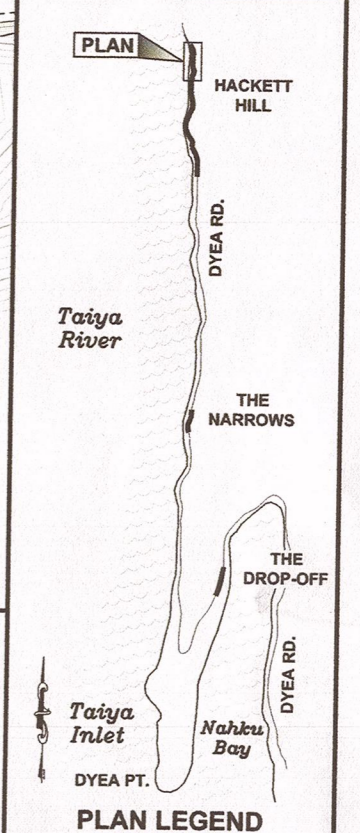 PLAN
HACKETT
HILL
DYEA RD.
Taiya
River
THE
NARROWS
THE
DROP-OFF
DYEA RD.
Taiya
Inlet
Nahku
Bay
DYEA PT.
PLAN LEGEND